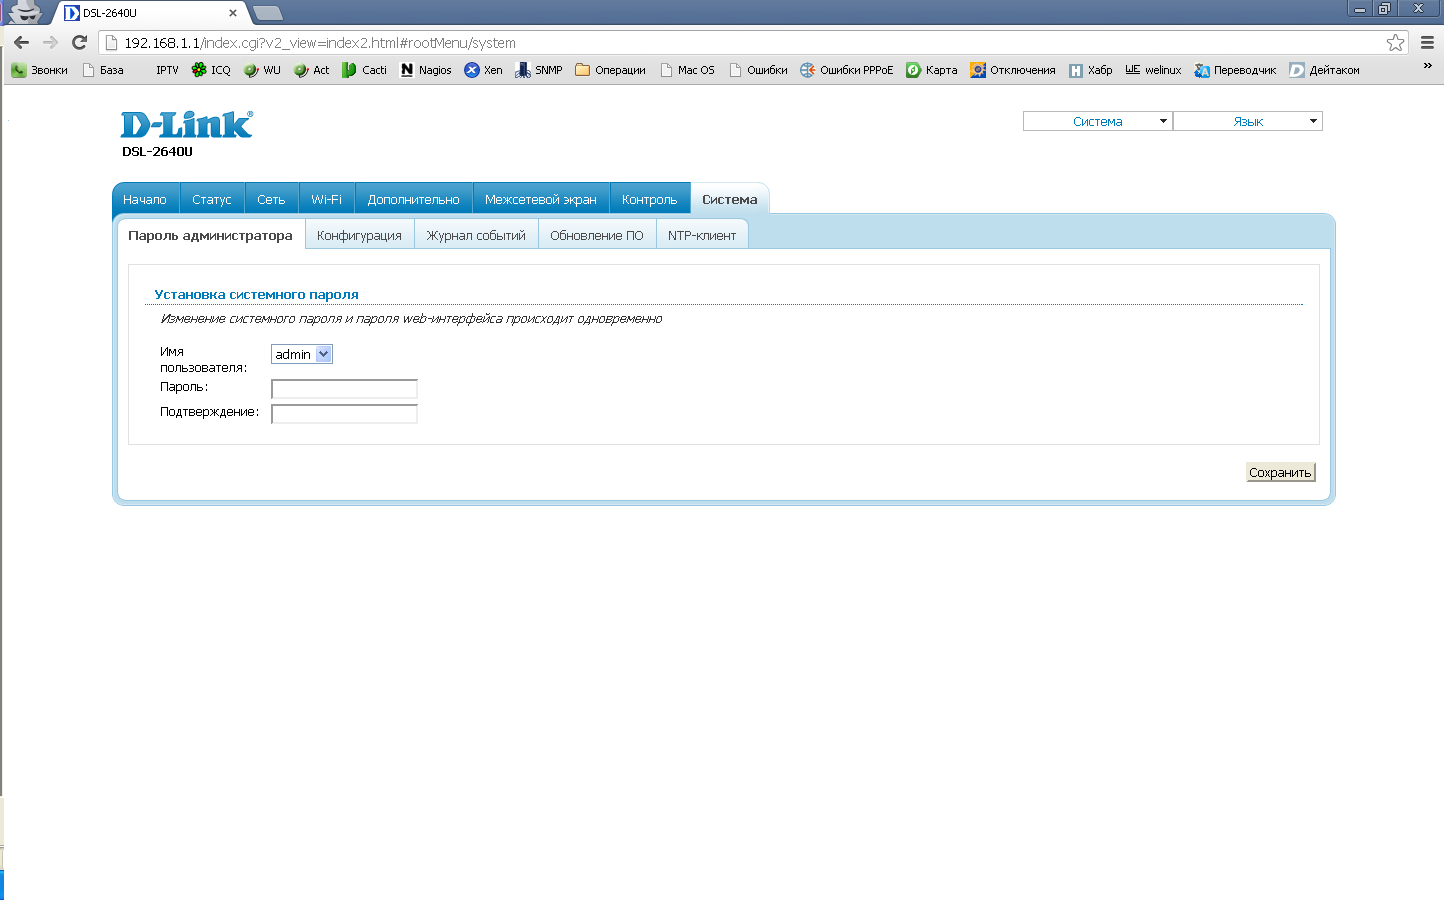 DSL-2640U
192.168.1.1/index.cgi?v2_view=index2.html#rootMenu/system
Звонки База IPTV ICQ WU Act Cacti Nagios Xen SNMP Операции Mac OS Ошибки Ошибки PPPoE Карта Отключения Хабр welinux Переводчик Дейтаком »
D-Link®
DSL-2640U
Система Язык
Начало Статус Сеть Wi-Fi Дополнительно Межсетевой экран Контроль Система
Пароль администратора Конфигурация Журнал событий Обновление ПО NTP-клиент
Установка системного пароля
Изменение системного пароля и пароля web-интерфейса происходит одновременно
Имя
пользователя: admin
Пароль:
Подтверждение:
Сохранить